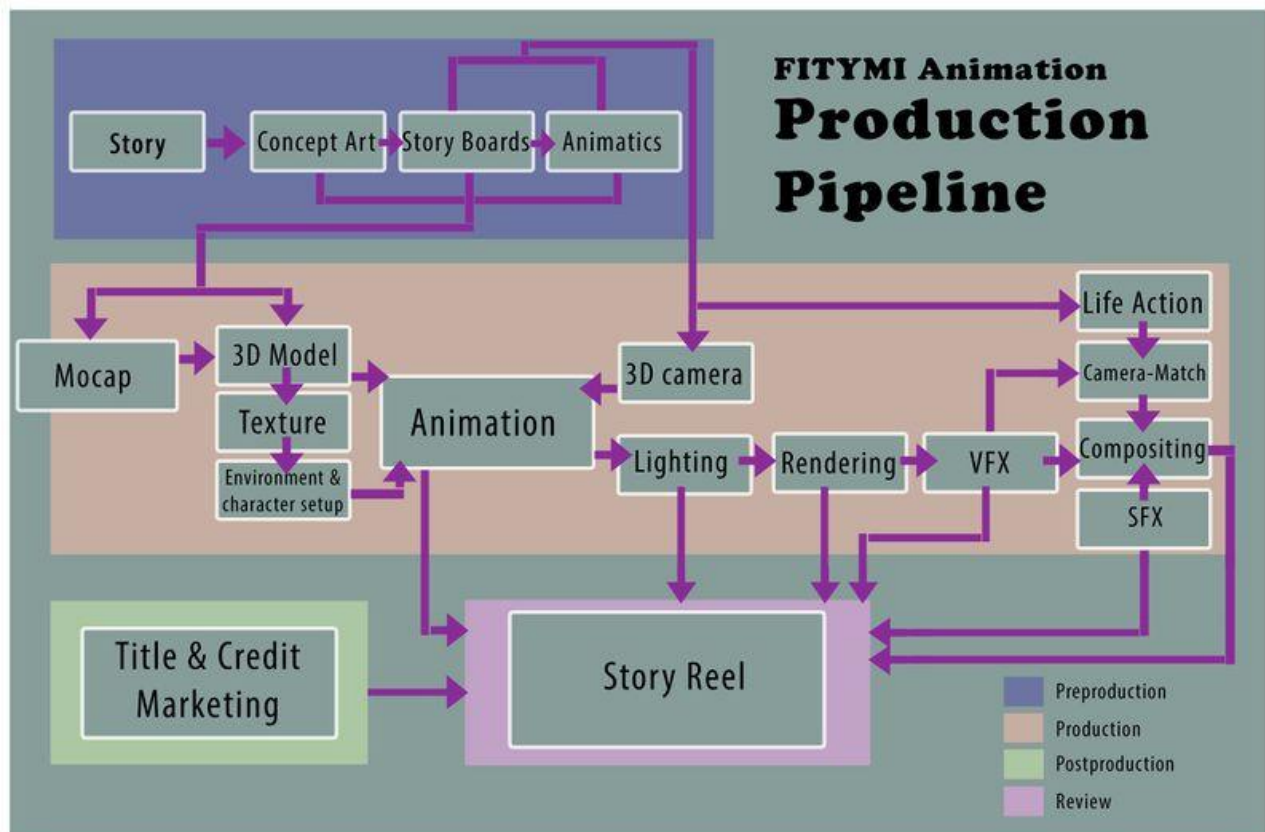 FITYMI Animation
Production
Pipeline
Story
Concept Art
Story Boards
Animatics
Mocap
3D Model
Texture
Environment &
character setup
Animation
3D camera
Lighting
Rendering
VFX
Life Action
Camera-Match
Compositing
SFX
Title & Credit
Marketing
Story Reel
Preproduction
Production
Postproduction
Review